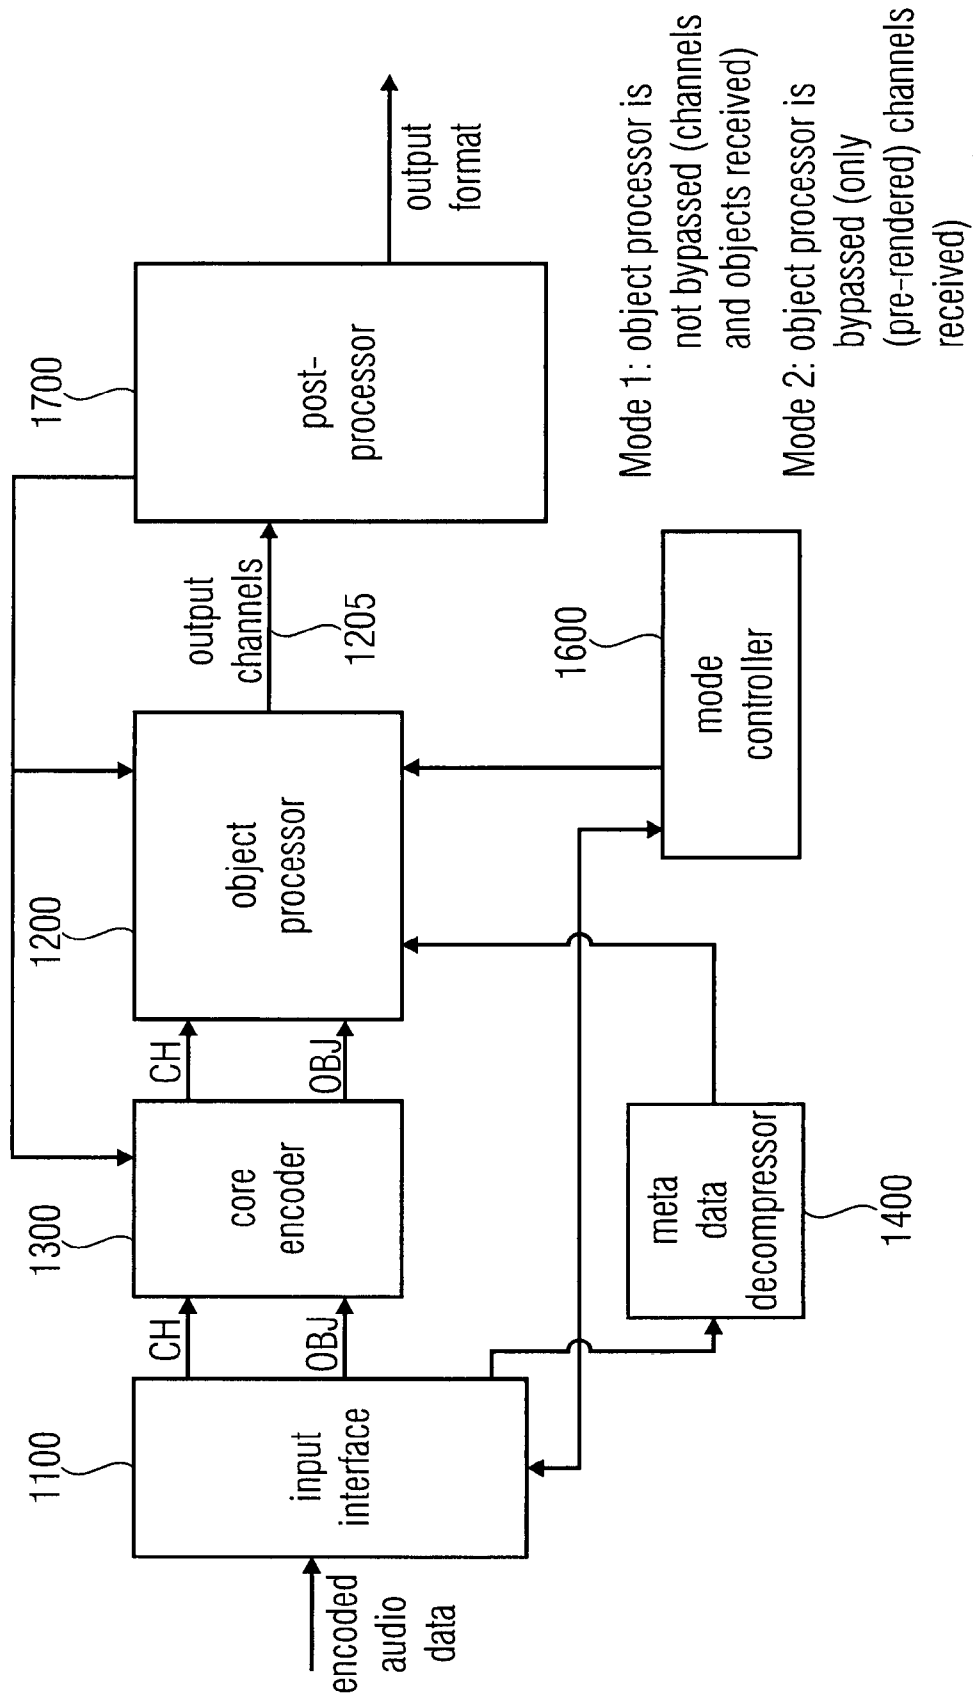 encoded
audio
data
1100
input
interface
CH
OBJ
1300
core
encoder
CH
OBJ
1200
object
processor
output
channels
1205
1700
post-
processor
output
format
meta
data
decompressor
1400
1600
mode
controller
Mode 1: object processor is
not bypassed (channels
and objects received)
Mode 2: object processor is
bypassed (only
(pre-rendered) channels
received)